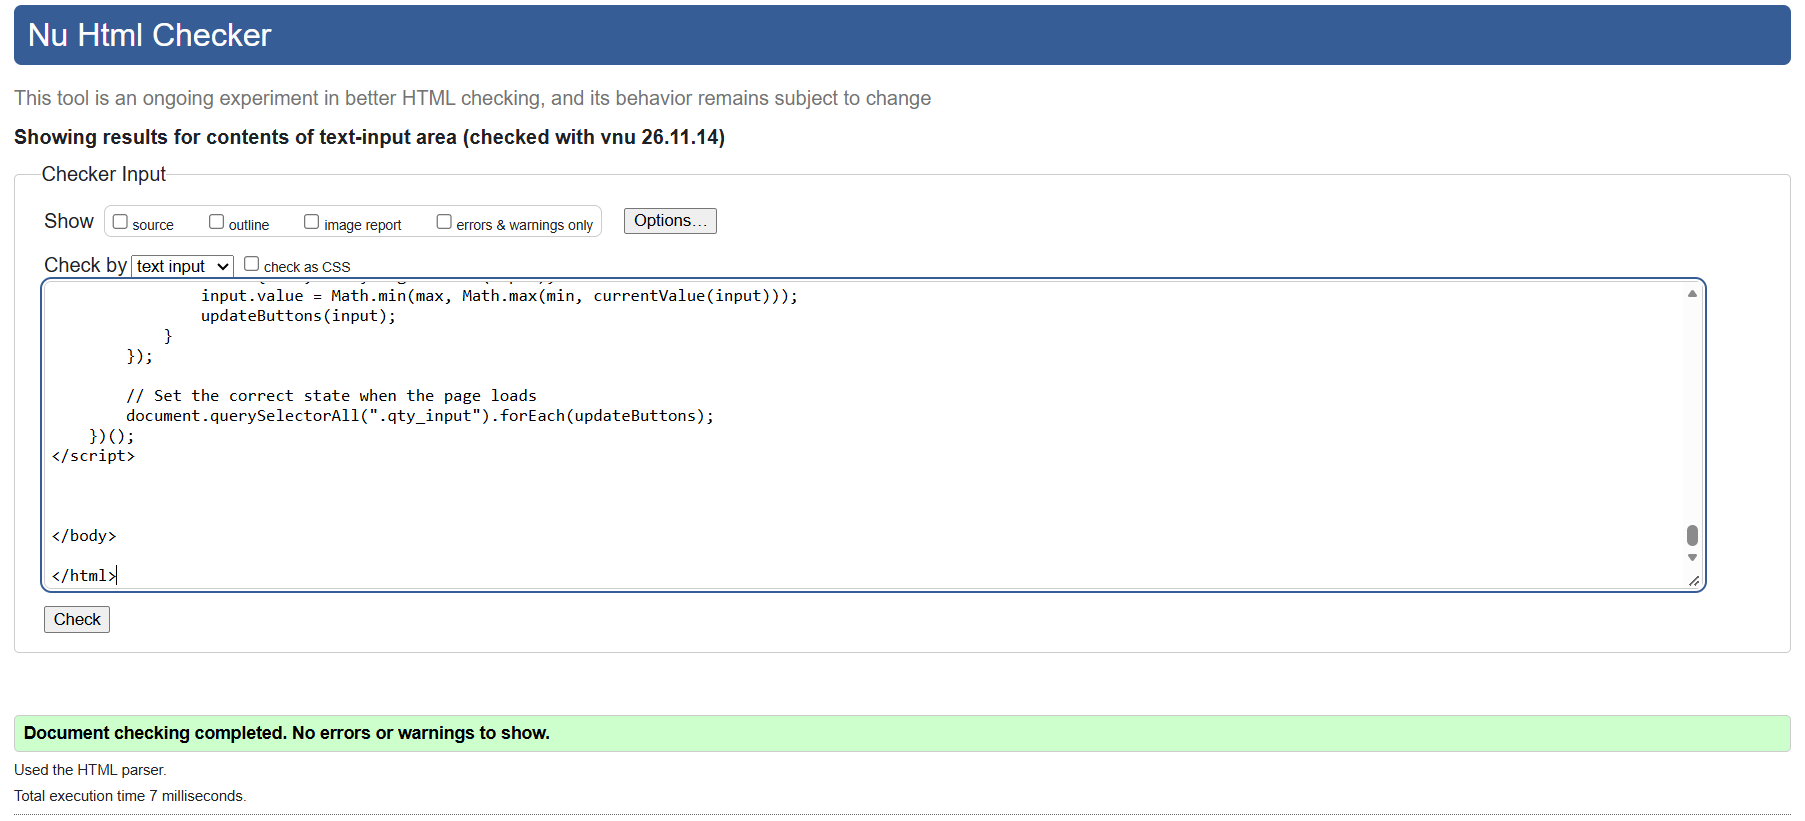 Nu Html Checker
This tool is an ongoing experiment in better HTML checking, and its behavior remains subject to change
Showing results for contents of text-input area (checked with vnu 26.11.14)
Checker Input
Show source outline image report errors & warnings only Options...
Check by text input check as CSS
input.value = Math.min(max, Math.max(min, currentValue(input)));
updateButtons(input);
}
});
// Set the correct state when the page loads
document.querySelectorAll(".qty_input").forEach(updateButtons);
})();
</script>
</body>
</html>
Check
Document checking completed. No errors or warnings to show.
Used the HTML parser.
Total execution time 7 milliseconds.